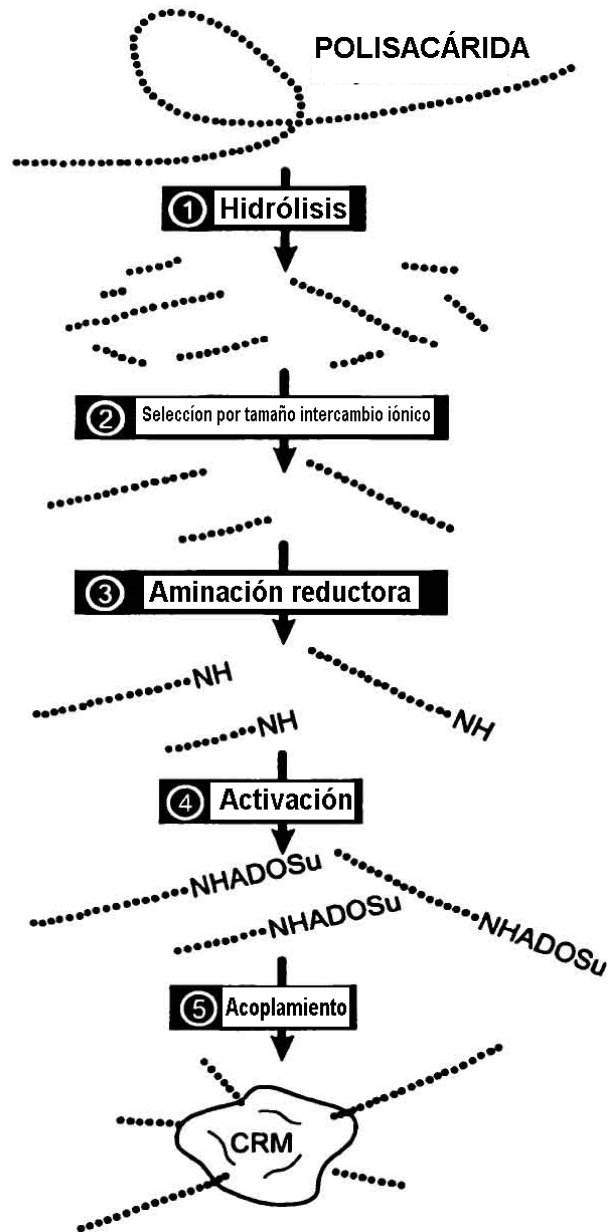 POLISACÁRIDA
1 Hidrólisis
2 Seleccíon por tamaño intercambio iónico
3 Aminación reductora
NH
NH
NH
4 Activación
NHADOSu
NHADOSu
NHADOSu
5 Acoplamiento
CRM